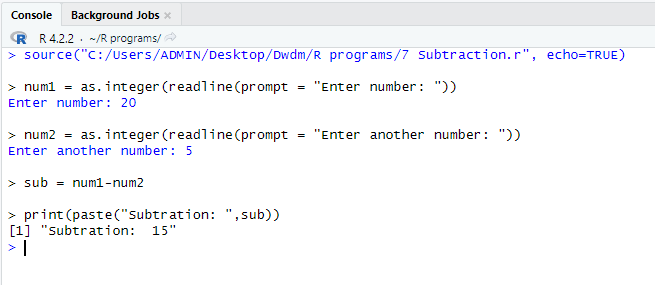 Console Background Jobs ×
R R 4.2.2 · ~/R programs/
> source("C:/Users/ADMIN/Desktop/Dwdm/R programs/7 Subtraction.r", echo=TRUE)
> num1 = as.integer(readline(prompt = "Enter number: "))
Enter number: 20
> num2 = as.integer(readline(prompt = "Enter another number: "))
Enter another number: 5
> sub = num1-num2
> print(paste("Subtration: ",sub))
[1] "Subtration:  15"
>